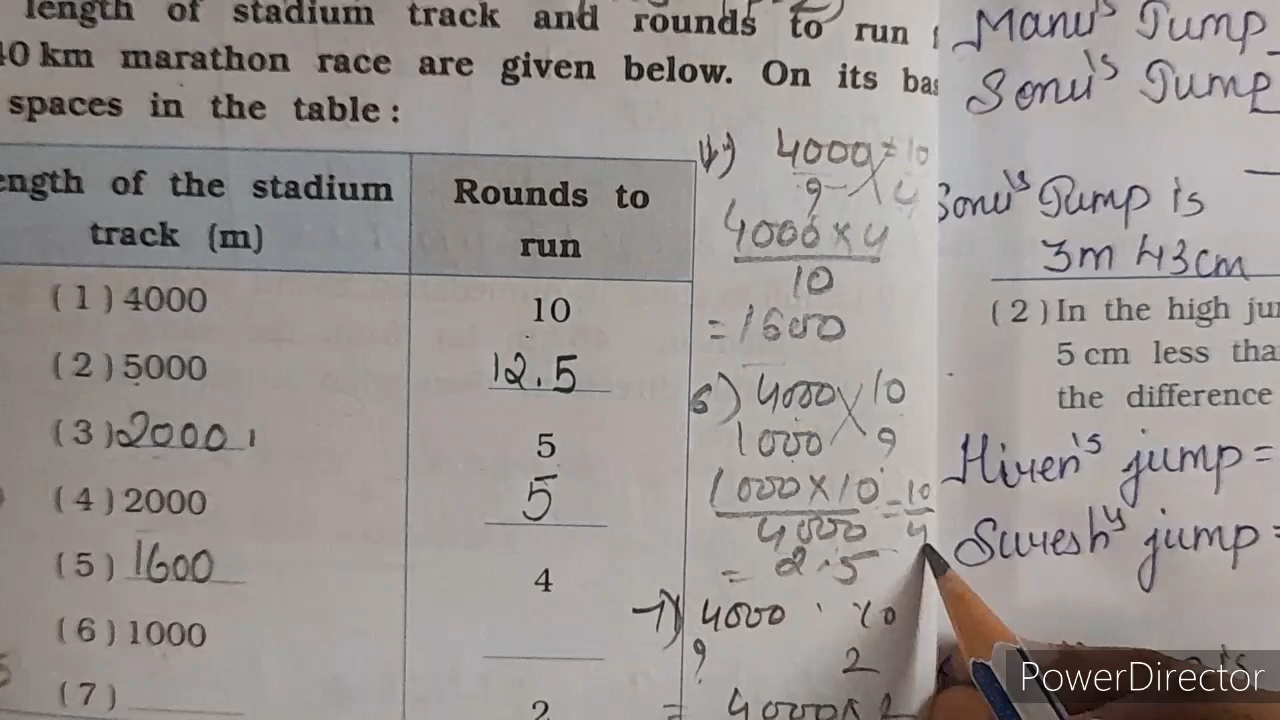 length of stadium track and rounds to run
40 km marathon race are given below. On its bas
spaces in the table :
ength of the stadium track (m)
Rounds to run
(1) 4000
10
(2) 5000
12.5
(3) 2000
5
(4) 2000
5
(5) 1600
4
(6) 1000
(7)
2
4000 = 10
? 4
4000 × 4
10
= 1600
6) 4000 10
1000 ?
1000 × 10 = 10
4000 4
= 2.5
7) 4000 10
? 2
= 4000 × 2
Manu's Jump
Sonu's Jump
Sonu's Jump is
3m 43cm
(2) In the high ju
5 cm less tha
the difference
Hiren's jump =
Suresh's jump =
PowerDirector